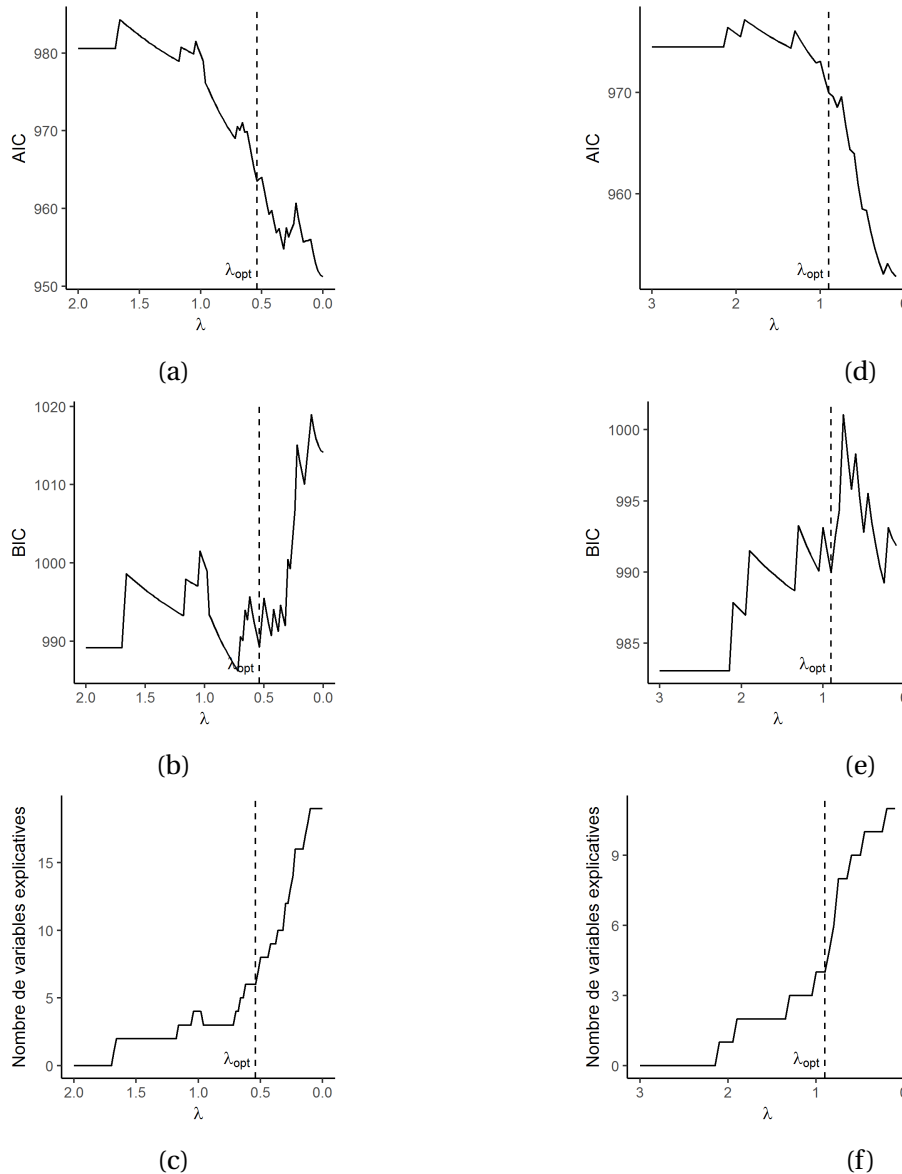 980
970
960
950
AIC
λopt
2.0 1.5 1.0 0.5 0.0
λ
(a)
970
960
AIC
λopt
3 2 1 0
λ
(d)
1020
1010
1000
990
BIC
λopt
2.0 1.5 1.0 0.5 0.0
λ
(b)
1000
995
990
985
BIC
λopt
3 2 1 0
λ
(e)
15
10
5
0
Nombre de variables explicatives
λopt
2.0 1.5 1.0 0.5 0.0
λ
(c)
9
6
3
0
Nombre de variables explicatives
λopt
3 2 1 0
λ
(f)